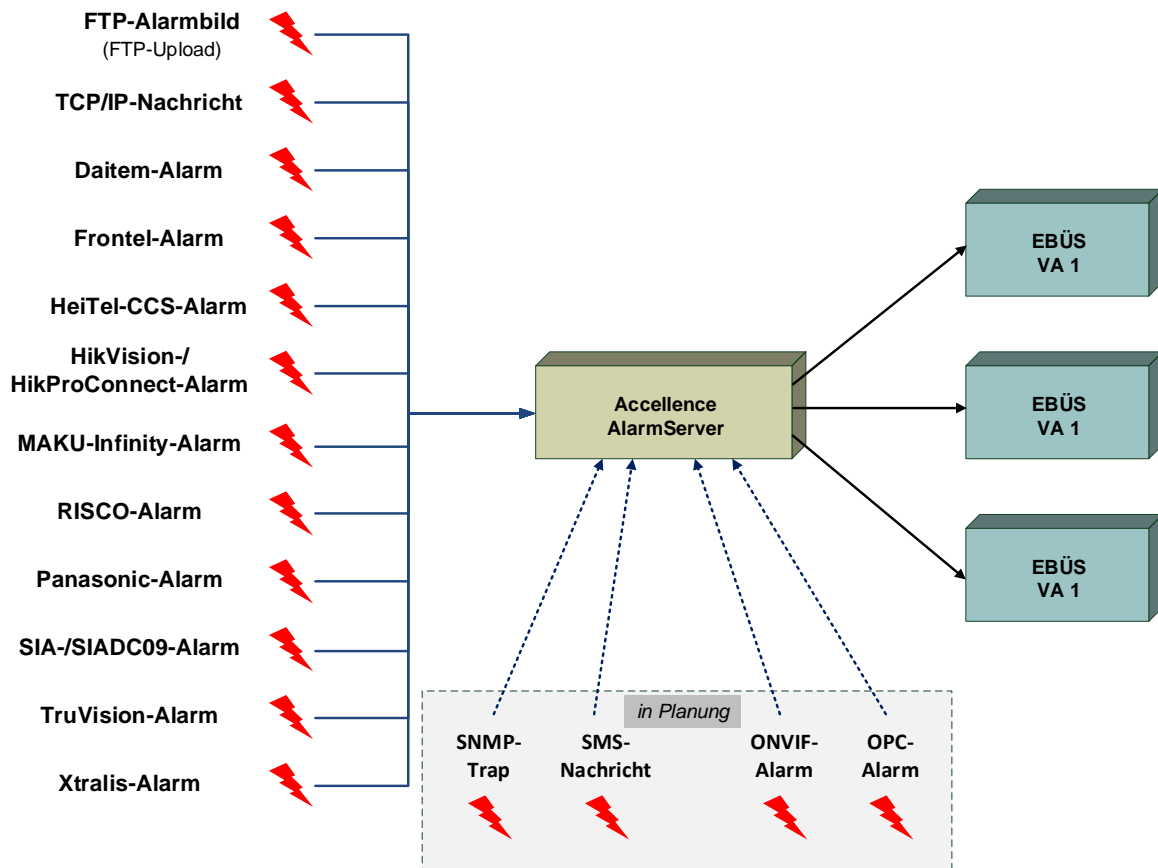 FTP-Alarmbild
(FTP-Upload)
TCP/IP-Nachricht
Daitem-Alarm
Frontel-Alarm
HeiTel-CCS-Alarm
HikVision-/
HikProConnect-Alarm
MAKU-Infinity-Alarm
RISCO-Alarm
Panasonic-Alarm
SIA-/SIADC09-Alarm
TruVision-Alarm
Xtralis-Alarm
Accellence
AlarmServer
EBÜS
VA 1
EBÜS
VA 1
EBÜS
VA 1
in Planung
SNMP-
Trap
SMS-
Nachricht
ONVIF-
Alarm
OPC-
Alarm